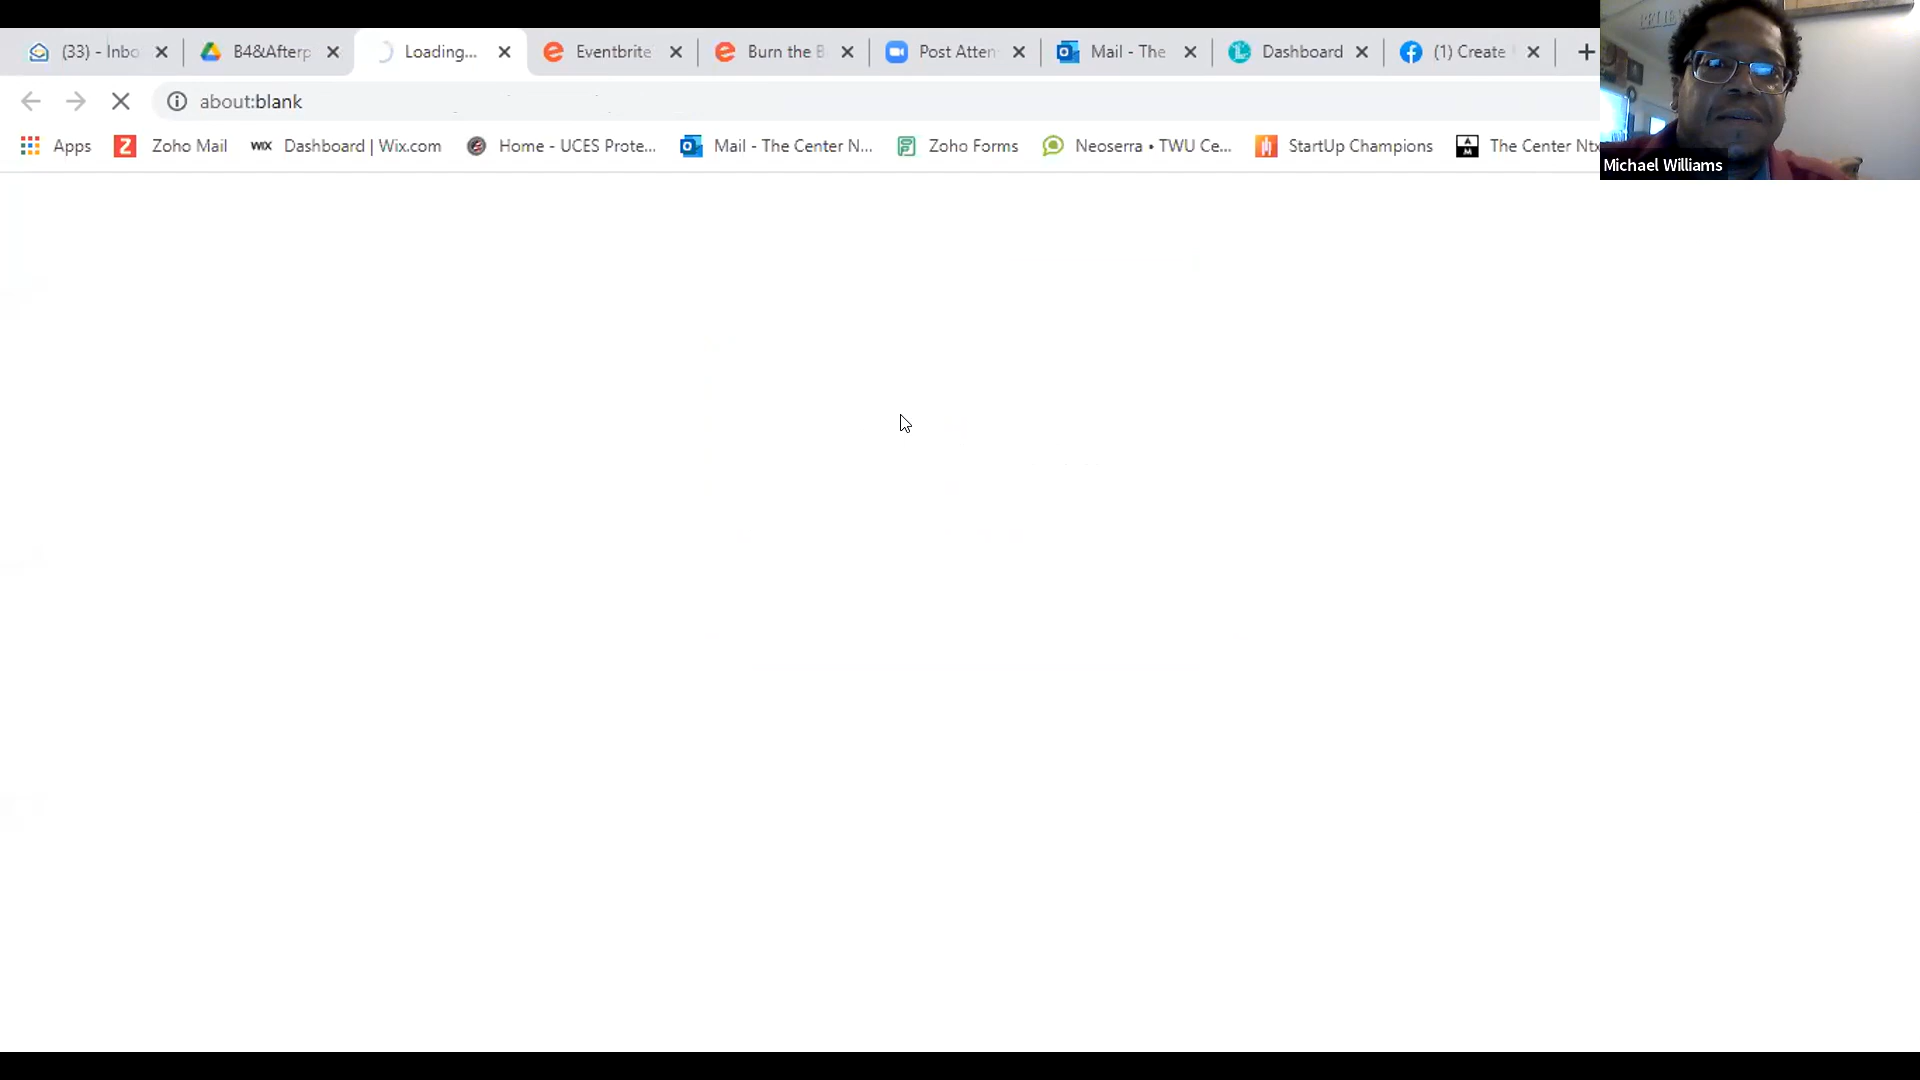 (33) - Inbo
B4&Afterp
Loading...
Eventbrite
Burn the B
Post Atten
Mail - The
Dashboard
(1) Create
about:blank
Apps
Zoho Mail
WIX
Dashboard | Wix.com
Home - UCES Prote...
Mail - The Center N...
Zoho Forms
Neoserra • TWU Ce...
StartUp Champions
The Center Ntx
Michael Williams